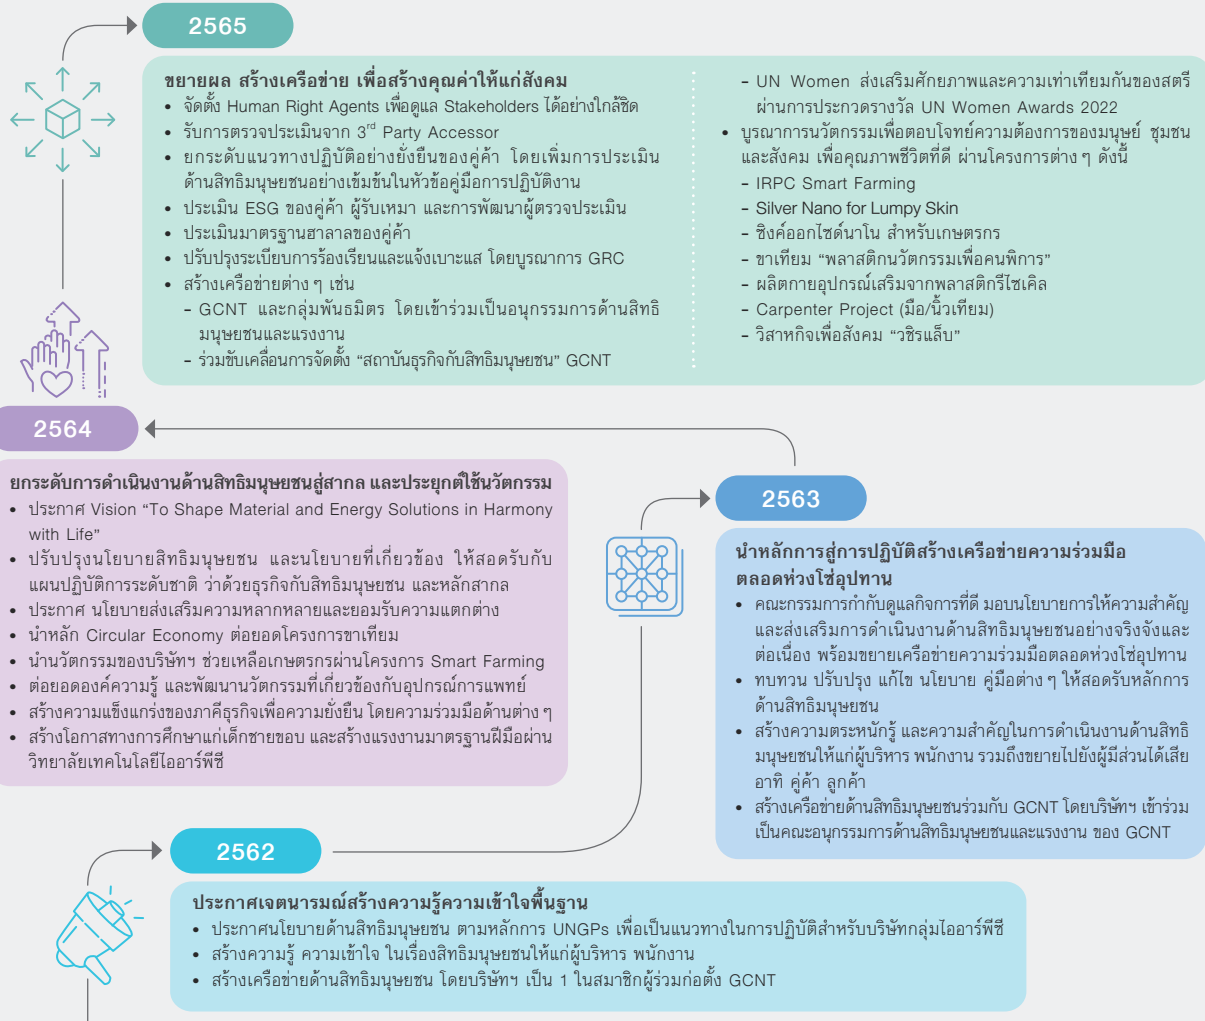 2565
ขยายผล สร้างเครือข่าย เพื่อสร้างคุณค่าให้แก่สังคม
• จัดตั้ง Human Right Agents เพื่อดูแล Stakeholders ได้อย่างใกล้ชิด
• รับการตรวจประเมินจาก 3rd Party Accessor
• ยกระดับแนวทางปฏิบัติอย่างยั่งยืนของคู่ค้า โดยเพิ่มการประเมิน
ด้านสิทธิมนุษยชนอย่างเข้มข้นในหัวข้อคู่มือการปฏิบัติงาน
• ประเมิน ESG ของคู่ค้า ผู้รับเหมา และการพัฒนาผู้ตรวจประเมิน
• ประเมินมาตรฐานฮาลาลของคู่ค้า
• ปรับปรุงระเบียบการร้องเรียนและแจ้งเบาะแส โดยบูรณาการ GRC
• สร้างเครือข่ายต่าง ๆ เช่น
- GCNT และกลุ่มพันธมิตร โดยเข้าร่วมเป็นอนุกรรมการด้านสิทธิ
มนุษยชนและแรงงาน
- ร่วมขับเคลื่อนการจัดตั้ง “สถาบันธุรกิจกับสิทธิมนุษยชน” GCNT
- UN Women ส่งเสริมศักยภาพและความเท่าเทียมกันของสตรี
ผ่านการประกวดรางวัล UN Women Awards 2022
• บูรณาการนวัตกรรมเพื่อตอบโจทย์ความต้องการของมนุษย์ ชุมชน
และสังคม เพื่อคุณภาพชีวิตที่ดี ผ่านโครงการต่าง ๆ ดังนี้
- IRPC Smart Farming
- Silver Nano for Lumpy Skin
- ซิงค์ออกไซด์นาโน สำหรับเกษตรกร
- ขาเทียม “พลาสติกนวัตกรรมเพื่อคนพิการ”
- ผลิตกายอุปกรณ์เสริมจากพลาสติกรีไซเคิล
- Carpenter Project (มือ/นิ้วเทียม)
- วิสาหกิจเพื่อสังคม “วชิรแล็บ”
2564
ยกระดับการดำเนินงานด้านสิทธิมนุษยชนสู่สากล และประยุกต์ใช้นวัตกรรม
• ประกาศ Vision “To Shape Material and Energy Solutions in Harmony
with Life”
• ปรับปรุงนโยบายสิทธิมนุษยชน และนโยบายที่เกี่ยวข้อง ให้สอดรับกับ
แผนปฏิบัติการระดับชาติ ว่าด้วยธุรกิจกับสิทธิมนุษยชน และหลักสากล
• ประกาศ นโยบายส่งเสริมความหลากหลายและยอมรับความแตกต่าง
• นำหลัก Circular Economy ต่อยอดโครงการขาเทียม
• นำนวัตกรรมของบริษัทฯ ช่วยเหลือเกษตรกรผ่านโครงการ Smart Farming
• ต่อยอดองค์ความรู้ และพัฒนานวัตกรรมที่เกี่ยวข้องกับอุปกรณ์การแพทย์
• สร้างความแข็งแกร่งของภาคีธุรกิจเพื่อความยั่งยืน โดยความร่วมมือด้านต่าง ๆ
• สร้างโอกาสทางการศึกษาแก่เด็กชายขอบ และสร้างแรงงานมาตรฐานฝีมือผ่าน
วิทยาลัยเทคโนโลยีไออาร์พีซี
2563
นำหลักการสู่การปฏิบัติสร้างเครือข่ายความร่วมมือ
ตลอดห่วงโซ่อุปทาน
• คณะกรรมการกำกับดูแลกิจการที่ดี มอบนโยบายการให้ความสำคัญ
และส่งเสริมการดำเนินงานด้านสิทธิมนุษยชนอย่างจริงจังและ
ต่อเนื่อง พร้อมขยายเครือข่ายความร่วมมือตลอดห่วงโซ่อุปทาน
• ทบทวน ปรับปรุง แก้ไข นโยบาย คู่มือต่าง ๆ ให้สอดรับหลักการ
ด้านสิทธิมนุษยชน
• สร้างความตระหนักรู้ และความสำคัญในการดำเนินงานด้านสิทธิ
มนุษยชนให้แก่ผู้บริหาร พนักงาน รวมถึงขยายไปยังผู้มีส่วนได้เสีย
อาทิ คู่ค้า ลูกค้า
• สร้างเครือข่ายด้านสิทธิมนุษยชนร่วมกับ GCNT โดยบริษัทฯ เข้าร่วม
เป็นคณะอนุกรรมการด้านสิทธิมนุษยชนและแรงงาน ของ GCNT
2562
ประกาศเจตนารมณ์สร้างความรู้ความเข้าใจพื้นฐาน
• ประกาศนโยบายด้านสิทธิมนุษยชน ตามหลักการ UNGPs เพื่อเป็นแนวทางในการปฏิบัติสำหรับบริษัทกลุ่มไออาร์พีซี
• สร้างความรู้ ความเข้าใจ ในเรื่องสิทธิมนุษยชนให้แก่ผู้บริหาร พนักงาน
• สร้างเครือข่ายด้านสิทธิมนุษยชน โดยบริษัทฯ เป็น 1 ในสมาชิกผู้ร่วมก่อตั้ง GCNT